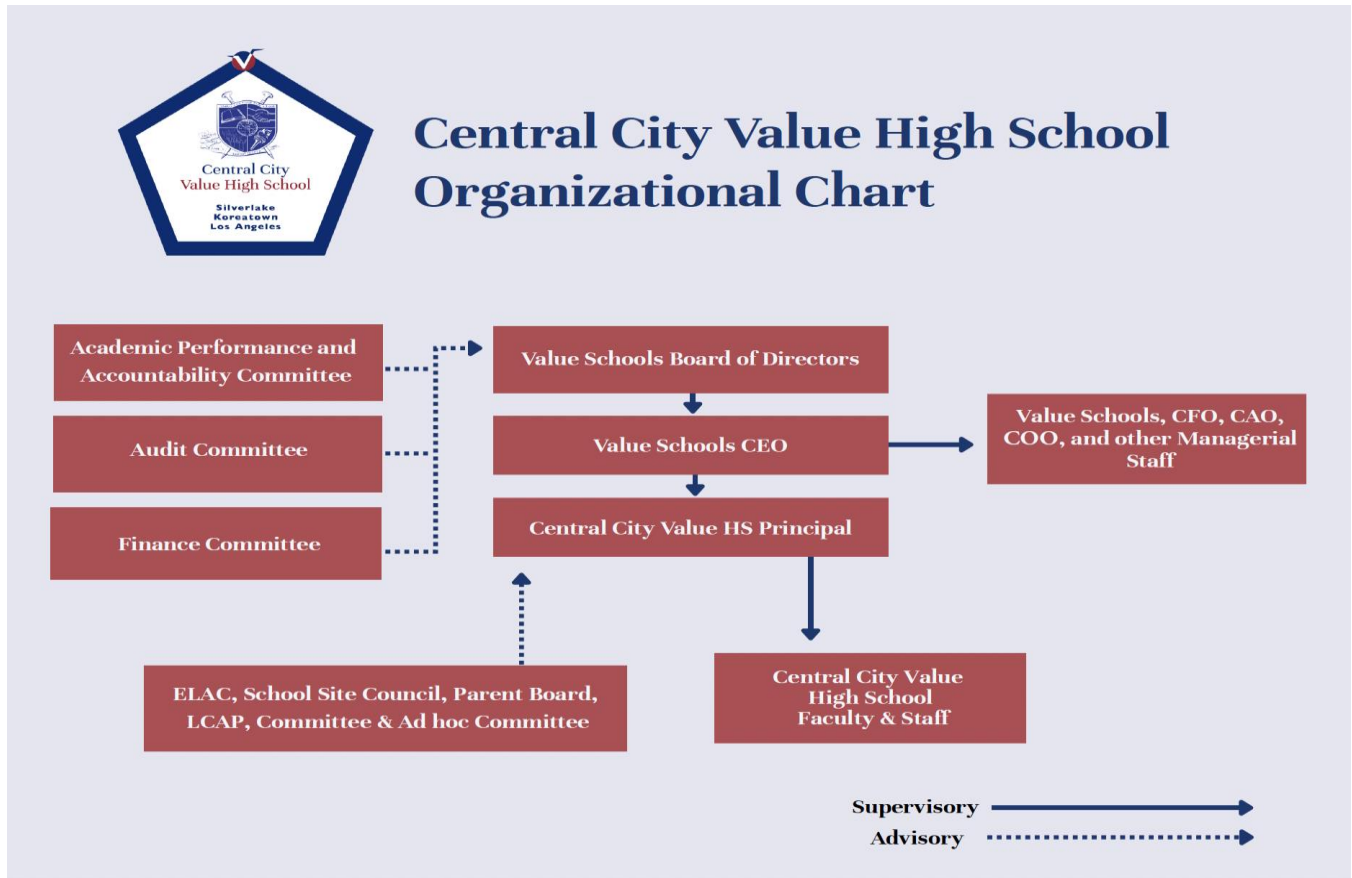 Central City
Value High School
Silverlake
Koreatown
Los Angeles
Central City Value High School
Organizational Chart
Academic Performance and
Accountability Committee
Audit Committee
Finance Committee
Value Schools Board of Directors
Value Schools CEO
Central City Value HS Principal
Value Schools, CFO, CAO,
COO, and other Managerial
Staff
ELAC, School Site Council, Parent Board,
LCAP, Committee & Ad hoc Committee
Central City Value
High School
Faculty & Staff
Supervisory
Advisory